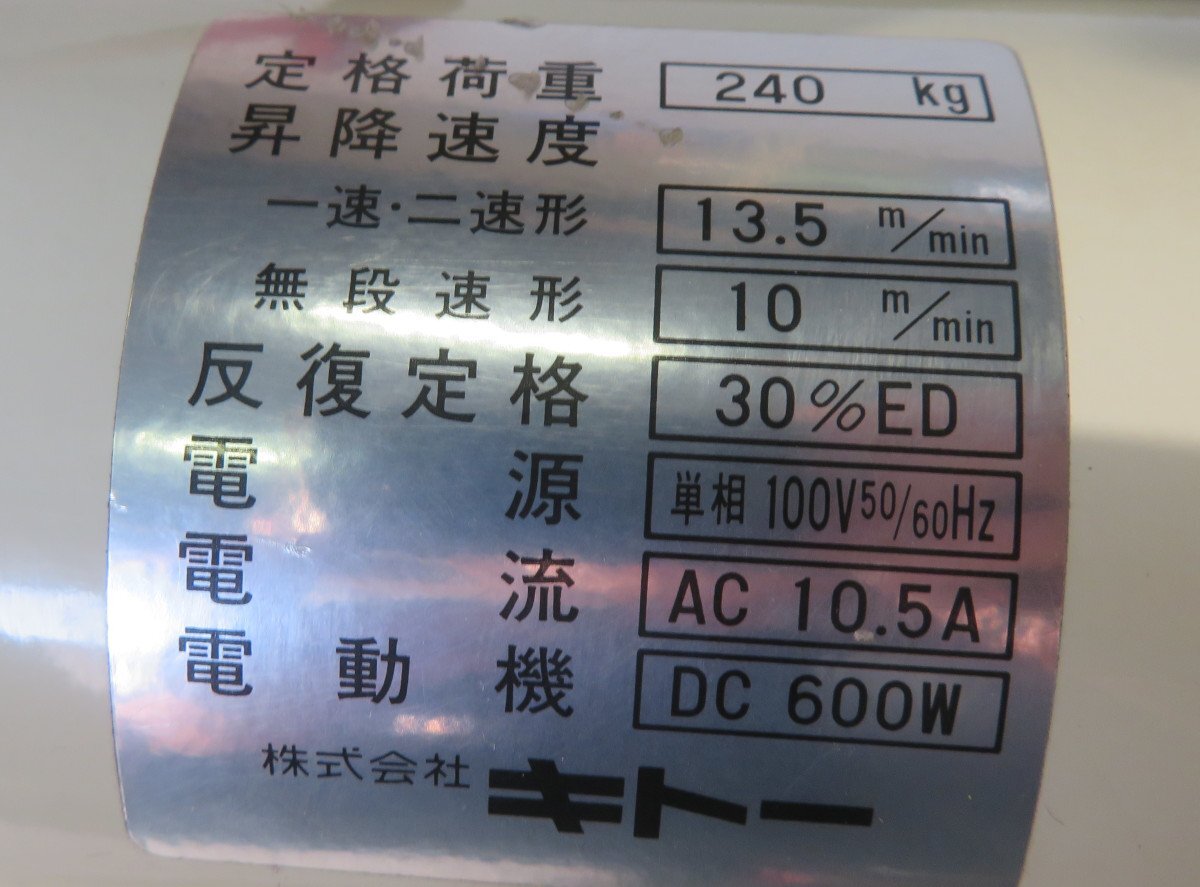 定格荷重 240 kg
昇降速度
一速・二速形 13.5 m/min
無段速形 10 m/min
反復定格 30%ED
電源 単相 100V 50/60Hz
電流 AC 10.5A
電動機 DC 600W
株式会社 キトー